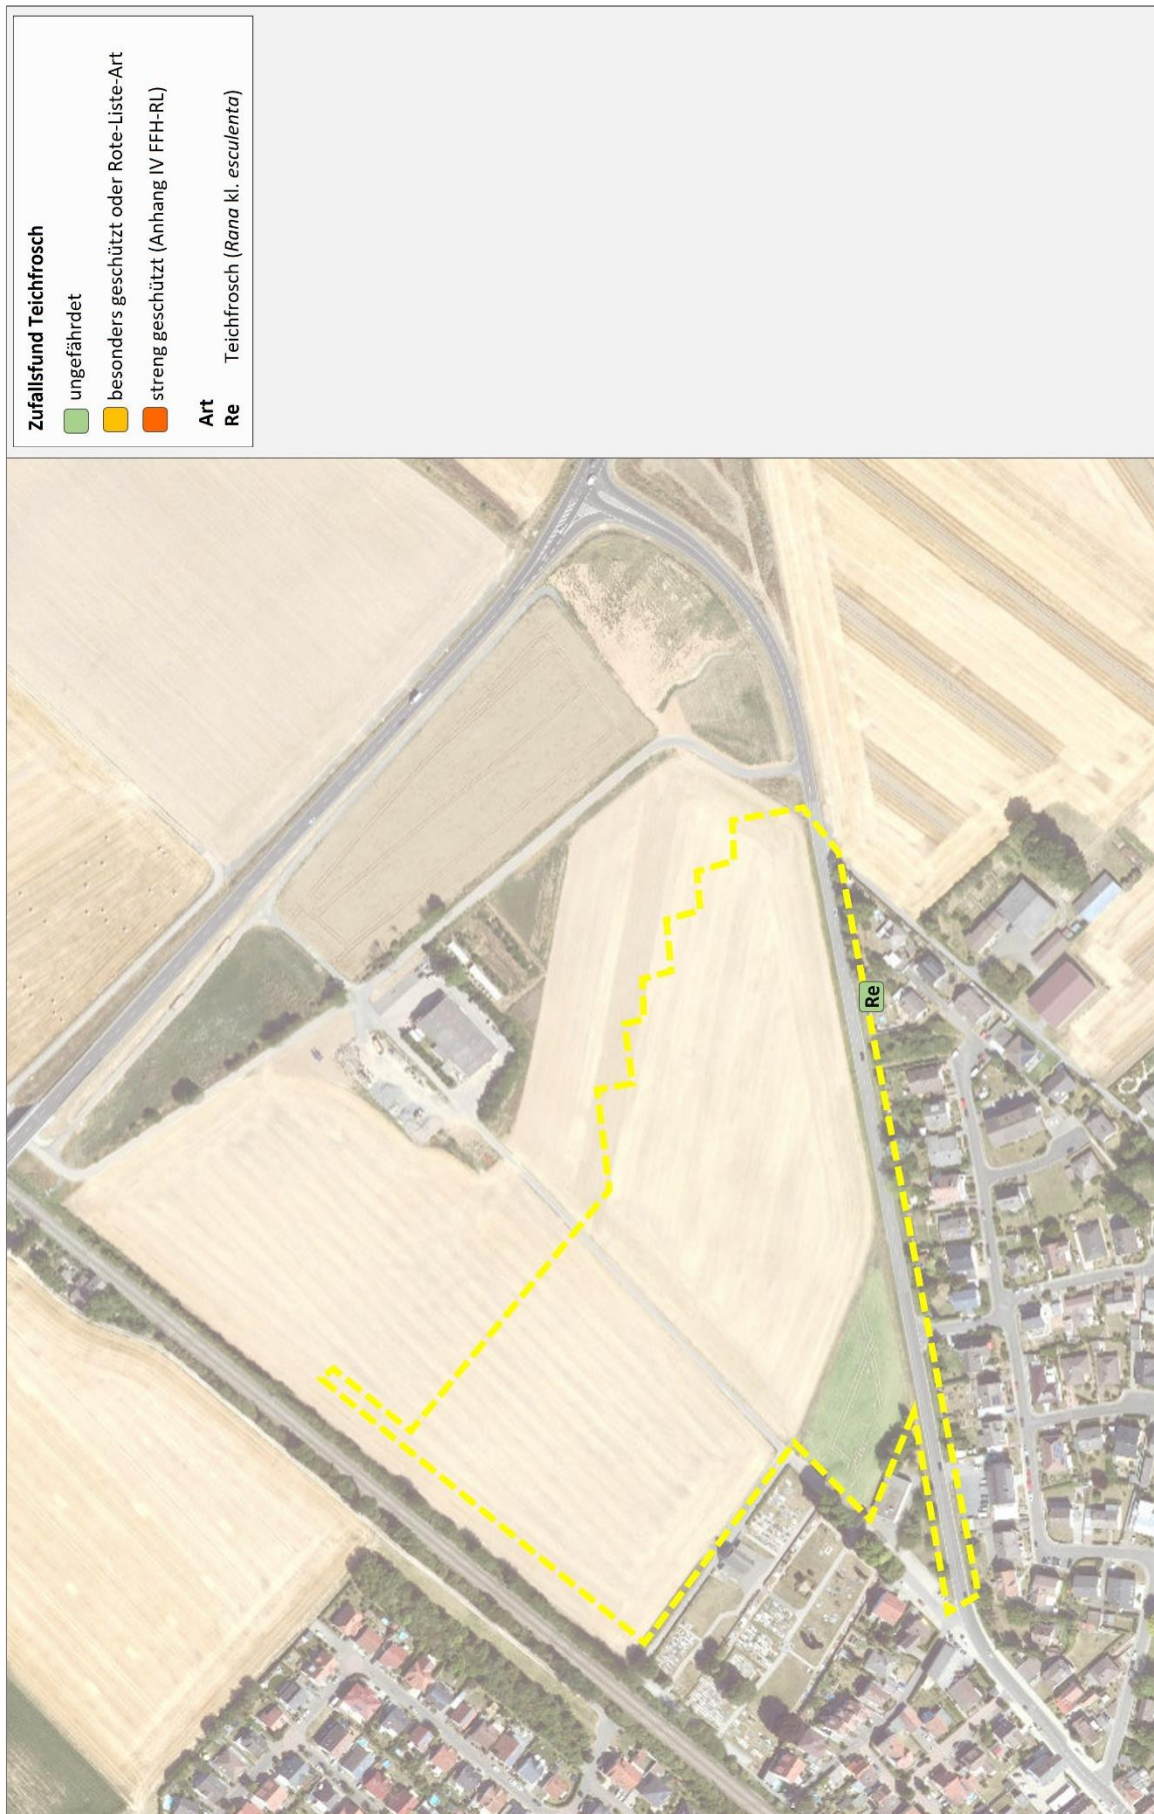 Zufallsfund Teichfrosch
ungefährdet
besonders geschützt oder Rote-Liste-Art
streng geschützt (Anhang IV FFH-RL)
Art
Re Teichfrosch (Rana kl. esculenta)
Re